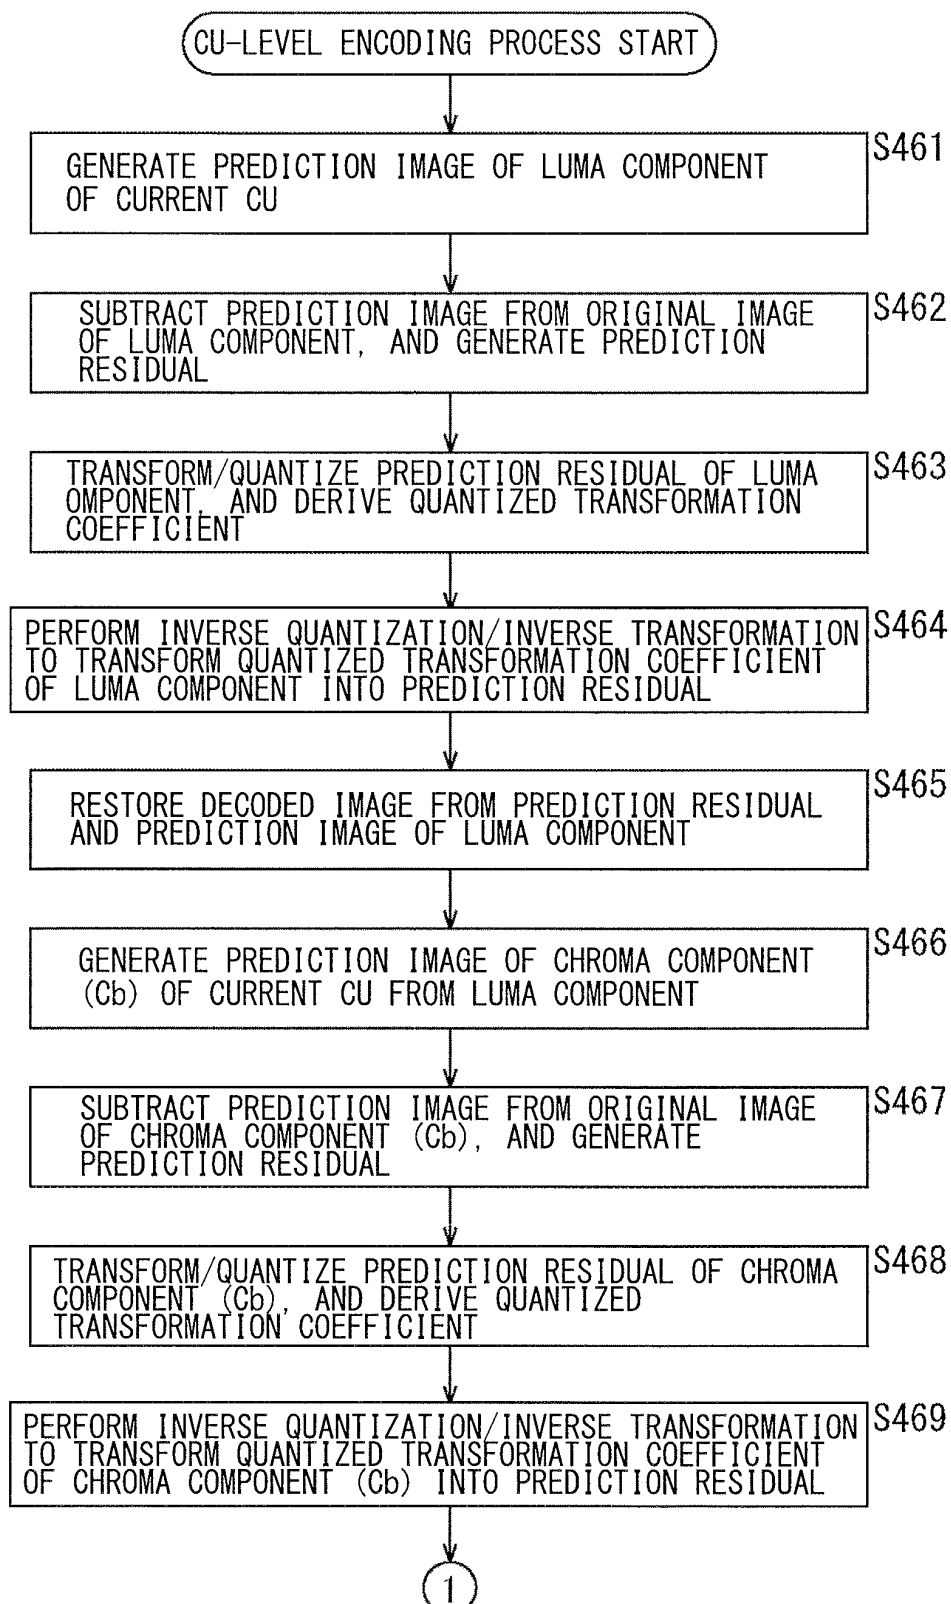 CU-LEVEL ENCODING PROCESS START
S461
GENERATE PREDICTION IMAGE OF LUMA COMPONENT
OF CURRENT CU
S462
SUBTRACT PREDICTION IMAGE FROM ORIGINAL IMAGE
OF LUMA COMPONENT, AND GENERATE PREDICTION
RESIDUAL
S463
TRANSFORM/QUANTIZE PREDICTION RESIDUAL OF LUMA
OMPONENT, AND DERIVE QUANTIZED TRANSFORMATION
COEFFICIENT
S464
PERFORM INVERSE QUANTIZATION/INVERSE TRANSFORMATION
TO TRANSFORM QUANTIZED TRANSFORMATION COEFFICIENT
OF LUMA COMPONENT INTO PREDICTION RESIDUAL
S465
RESTORE DECODED IMAGE FROM PREDICTION RESIDUAL
AND PREDICTION IMAGE OF LUMA COMPONENT
S466
GENERATE PREDICTION IMAGE OF CHROMA COMPONENT
(Cb) OF CURRENT CU FROM LUMA COMPONENT
S467
SUBTRACT PREDICTION IMAGE FROM ORIGINAL IMAGE
OF CHROMA COMPONENT (Cb), AND GENERATE
PREDICTION RESIDUAL
S468
TRANSFORM/QUANTIZE PREDICTION RESIDUAL OF CHROMA
COMPONENT (Cb), AND DERIVE QUANTIZED
TRANSFORMATION COEFFICIENT
S469
PERFORM INVERSE QUANTIZATION/INVERSE TRANSFORMATION
TO TRANSFORM QUANTIZED TRANSFORMATION COEFFICIENT
OF CHROMA COMPONENT (Cb) INTO PREDICTION RESIDUAL
1